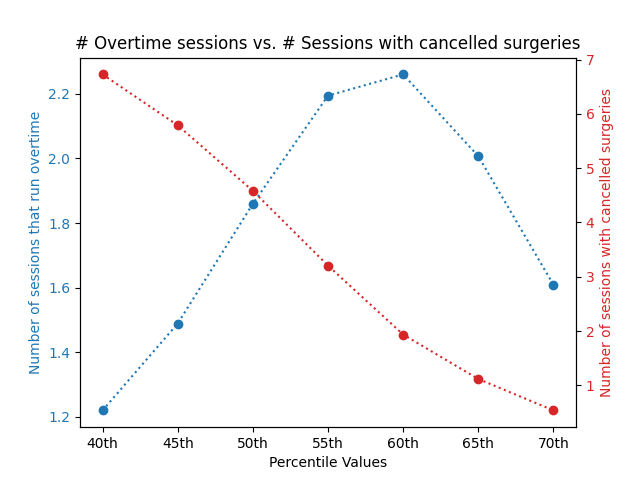 # Overtime sessions vs. # Sessions with cancelled surgeries
Number of sessions that run overtime
2.2
2.0
1.8
1.6
1.4
1.2
7
6
5
4
3
2
1
Number of sessions with cancelled surgeries
40th 45th 50th 55th 60th 65th 70th
Percentile Values